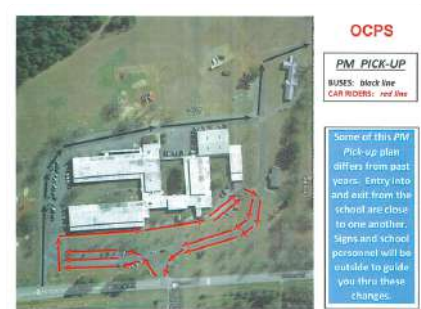 OCPS
PM PICK-UP
BUSES: black line
CAR RIDERS: red line
Some of this PM
Pick-up plan
differs from past
years. Entry into
and exit from the
school are close
to one another.
Signs and school
personnel will be
outside to guide
you thru these
changes.